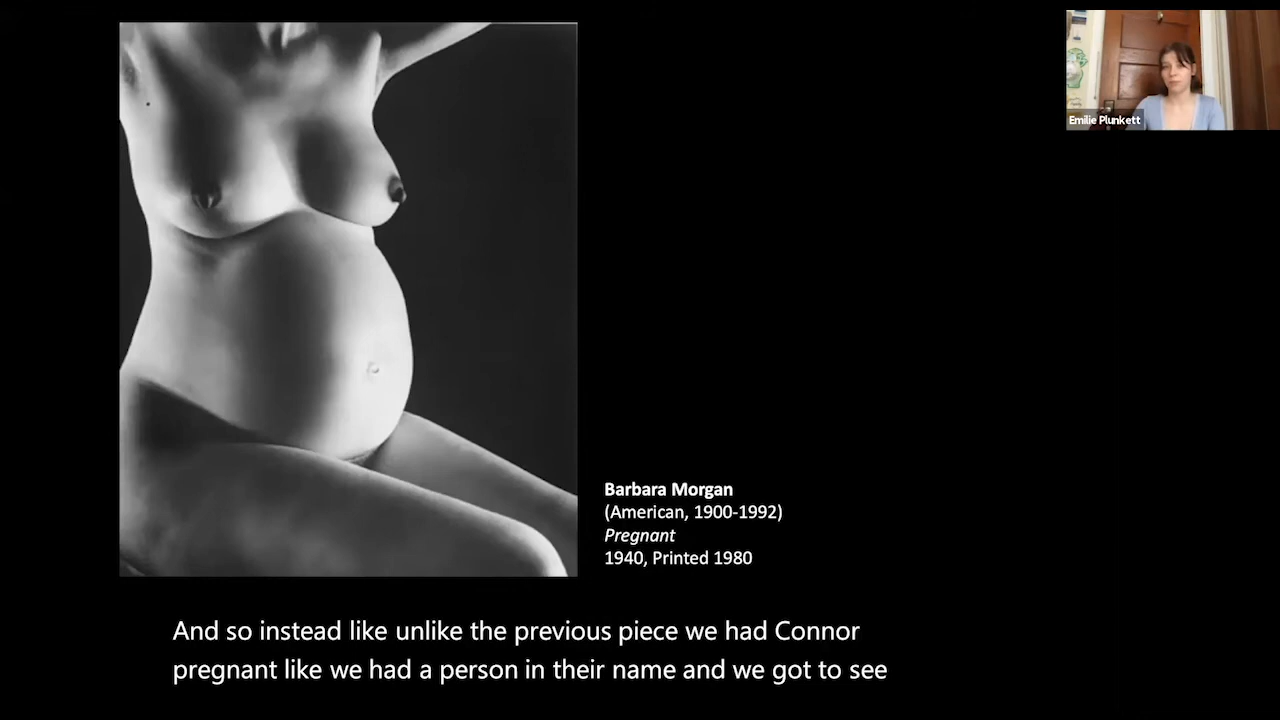 Emilie Plunkett
Barbara Morgan
(American, 1900-1992)
Pregnant
1940, Printed 1980
And so instead like unlike the previous piece we had Connor
pregnant like we had a person in their name and we got to see